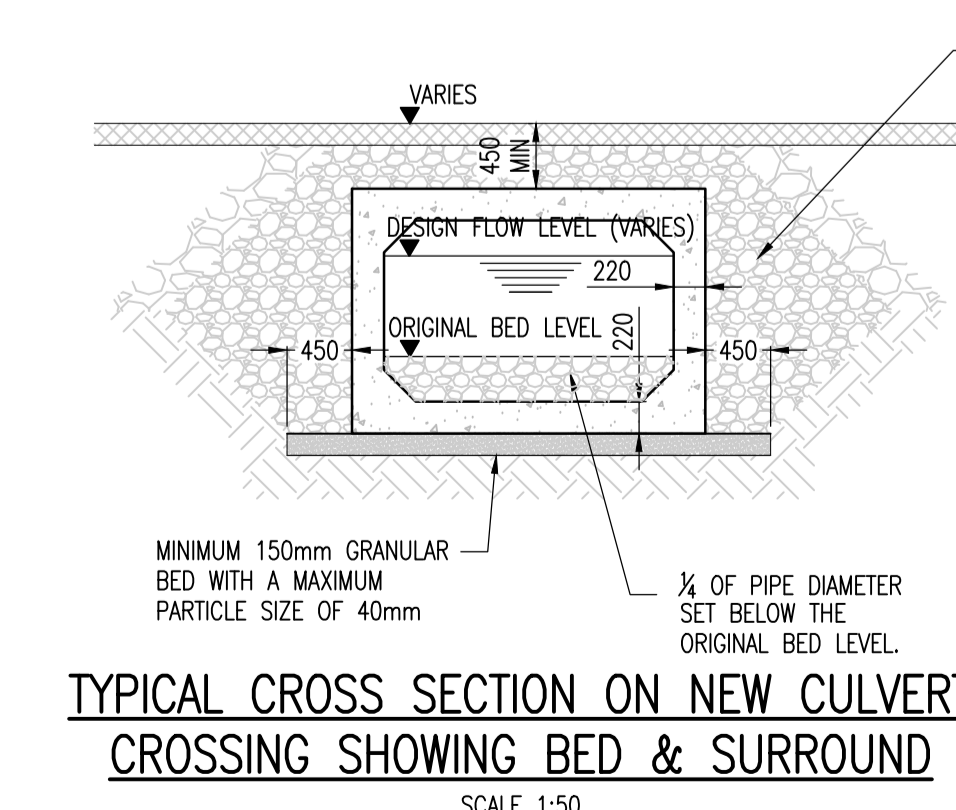 VARIES
450
MIN
DESIGN FLOW LEVEL (VARIES)
220
ORIGINAL BED LEVEL
220
450
450
MINIMUM 150mm GRANULAR
BED WITH A MAXIMUM
PARTICLE SIZE OF 40mm
¼ OF PIPE DIAMETER
SET BELOW THE
ORIGINAL BED LEVEL.
TYPICAL CROSS SECTION ON NEW CULVERT
CROSSING SHOWING BED & SURROUND
SCALE 1:50